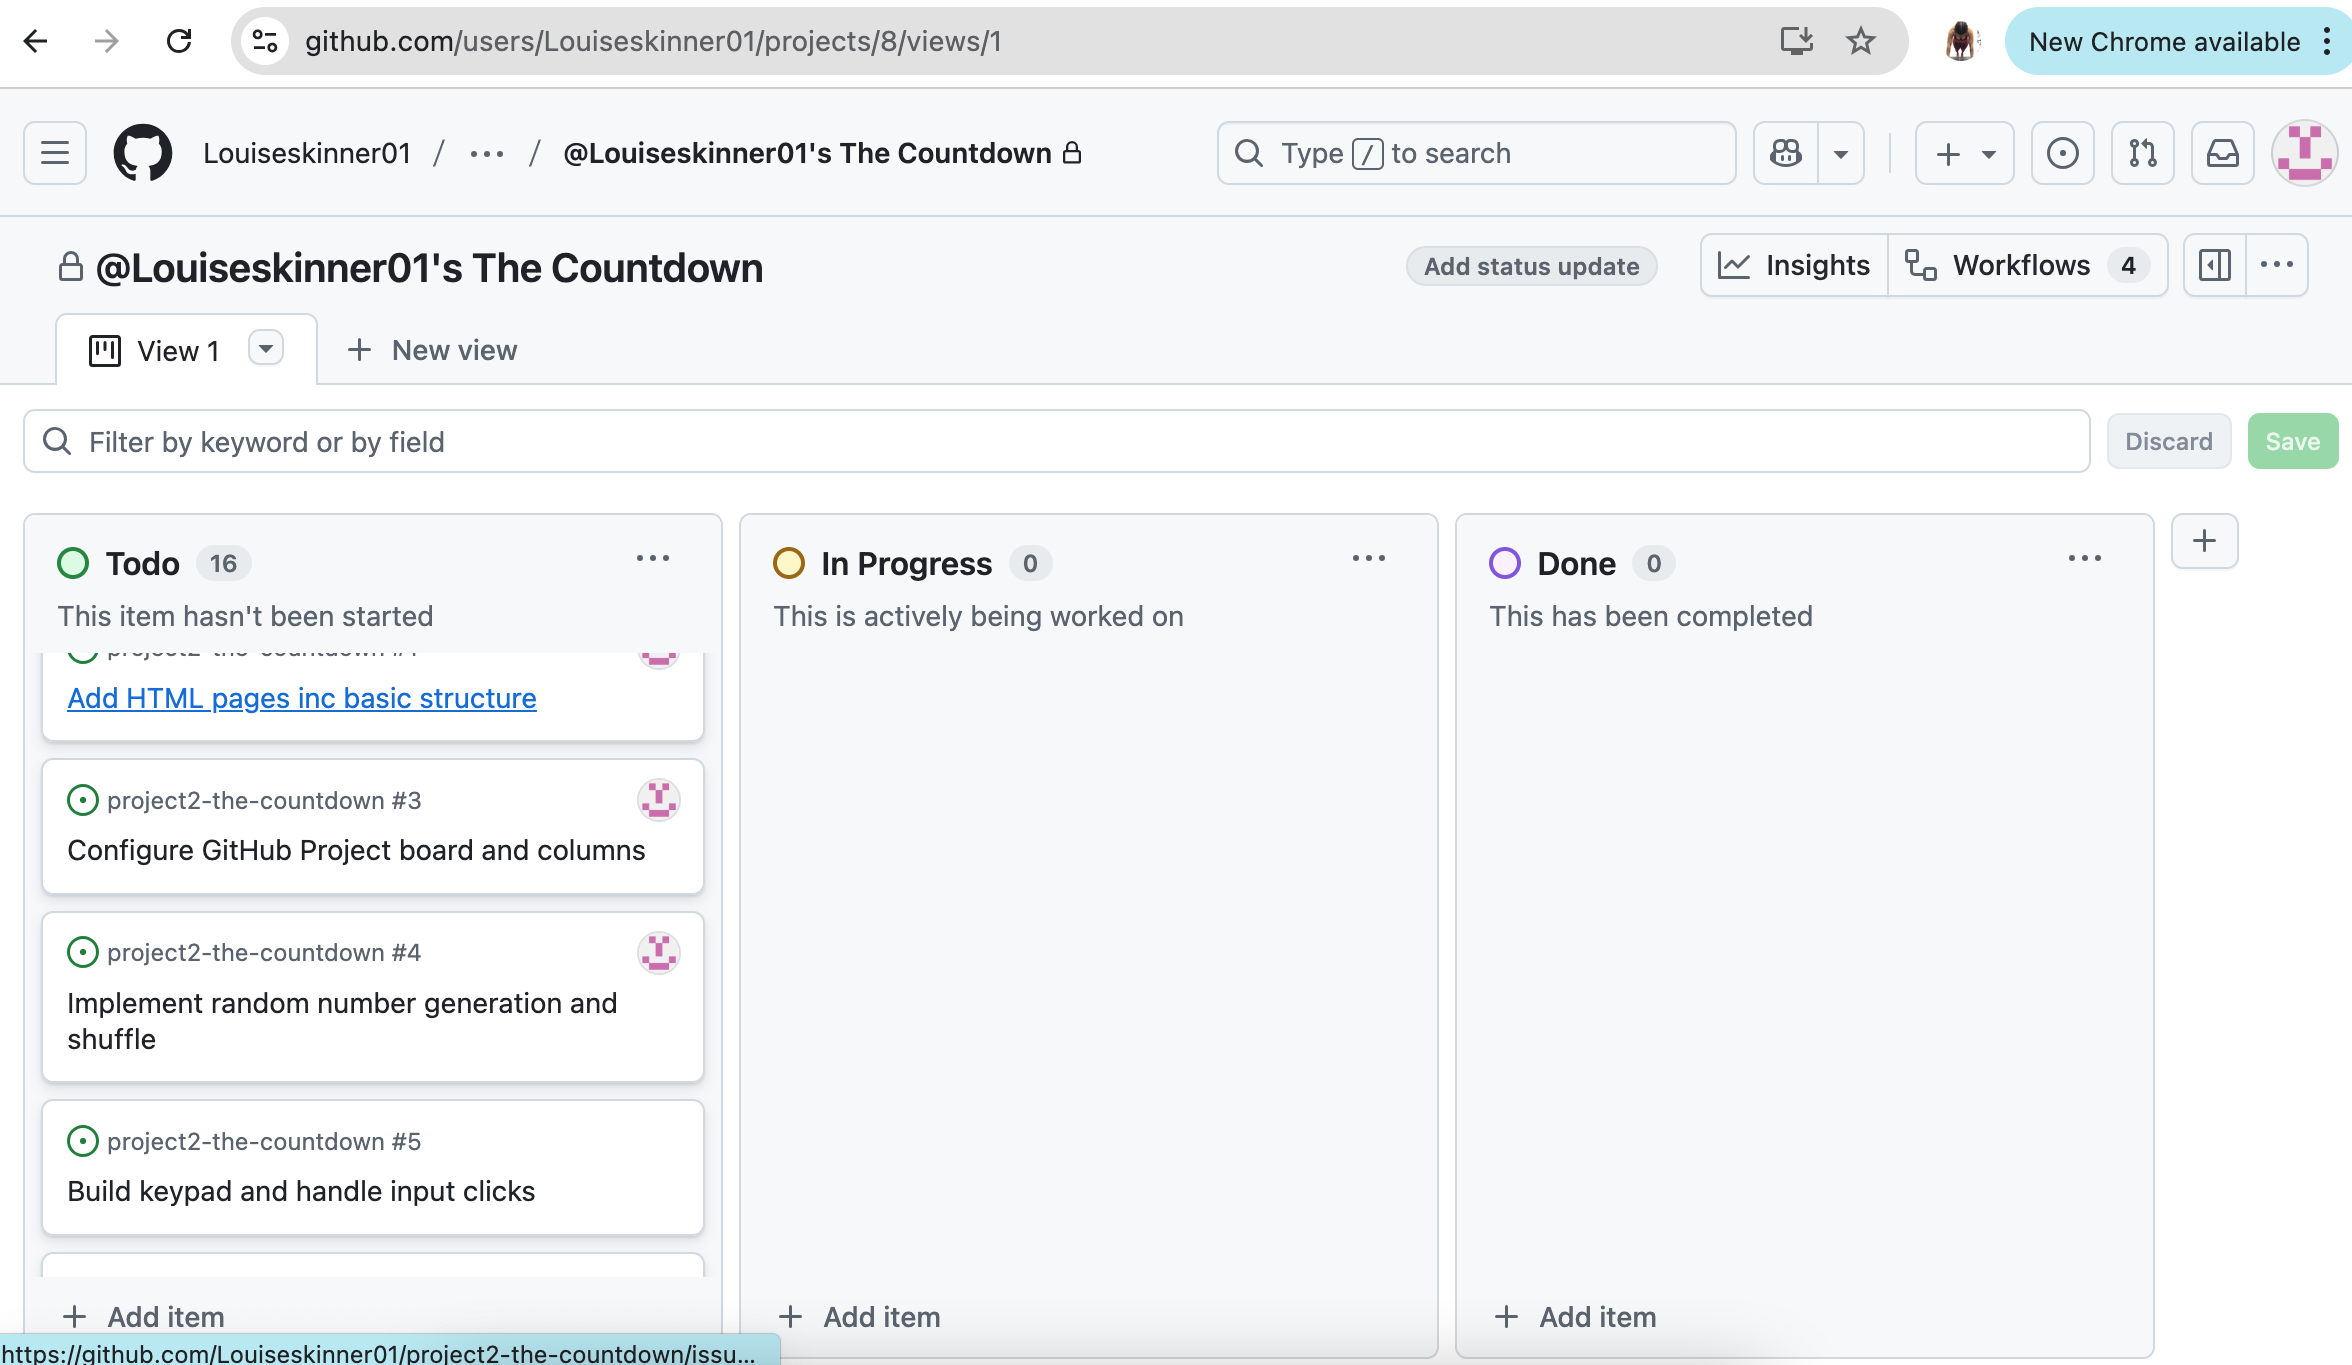 github.com/users/Louiseskinner01/projects/8/views/1
New Chrome available
Louiseskinner01 / ... / @Louiseskinner01's The Countdown
Type / to search
@Louiseskinner01's The Countdown
Add status update
Insights
Workflows 4
View 1
New view
Filter by keyword or by field
Discard
Save
Todo 16
This item hasn't been started
project2-the-countdown
Add HTML pages inc basic structure
project2-the-countdown #3
Configure GitHub Project board and columns
project2-the-countdown #4
Implement random number generation and
shuffle
project2-the-countdown #5
Build keypad and handle input clicks
+ Add item
In Progress 0
This is actively being worked on
+ Add item
Done 0
This has been completed
+ Add item
https://github.com/Louiseskinner01/project2-the-countdown/issu...